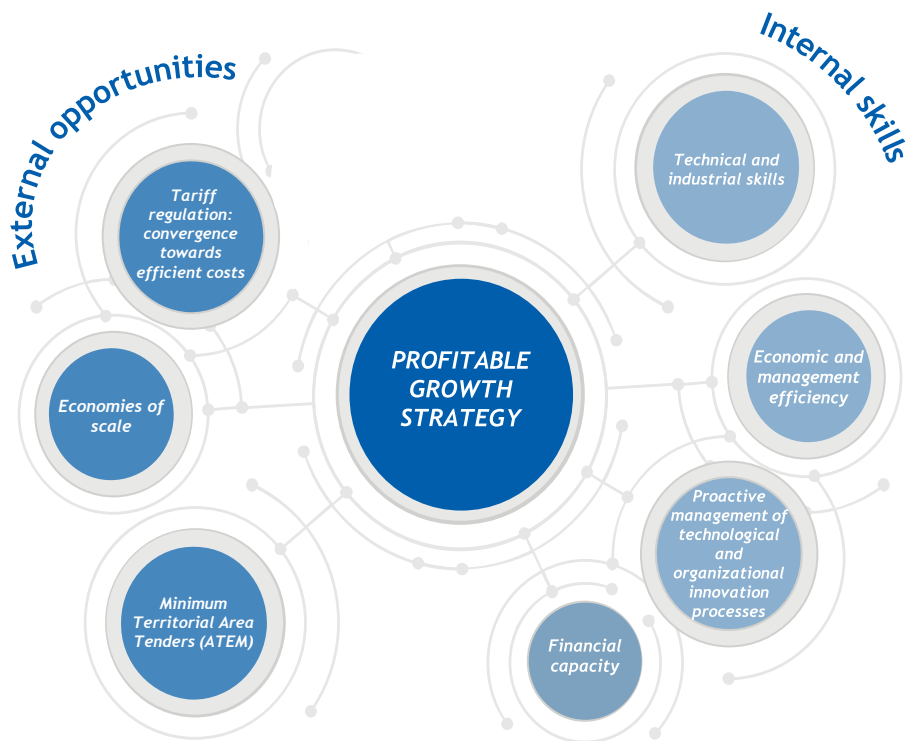 External opportunities
Internal skills
Tariff
regulation:
convergence
towards
efficient costs
Economies of
scale
Minimum
Territorial Area
Tenders (ATEM)
PROFITABLE
GROWTH
STRATEGY
Technical and
industrial skills
Economic and
management
efficiency
Proactive
management of
technological
and
organizational
innovation
processes
Financial
capacity